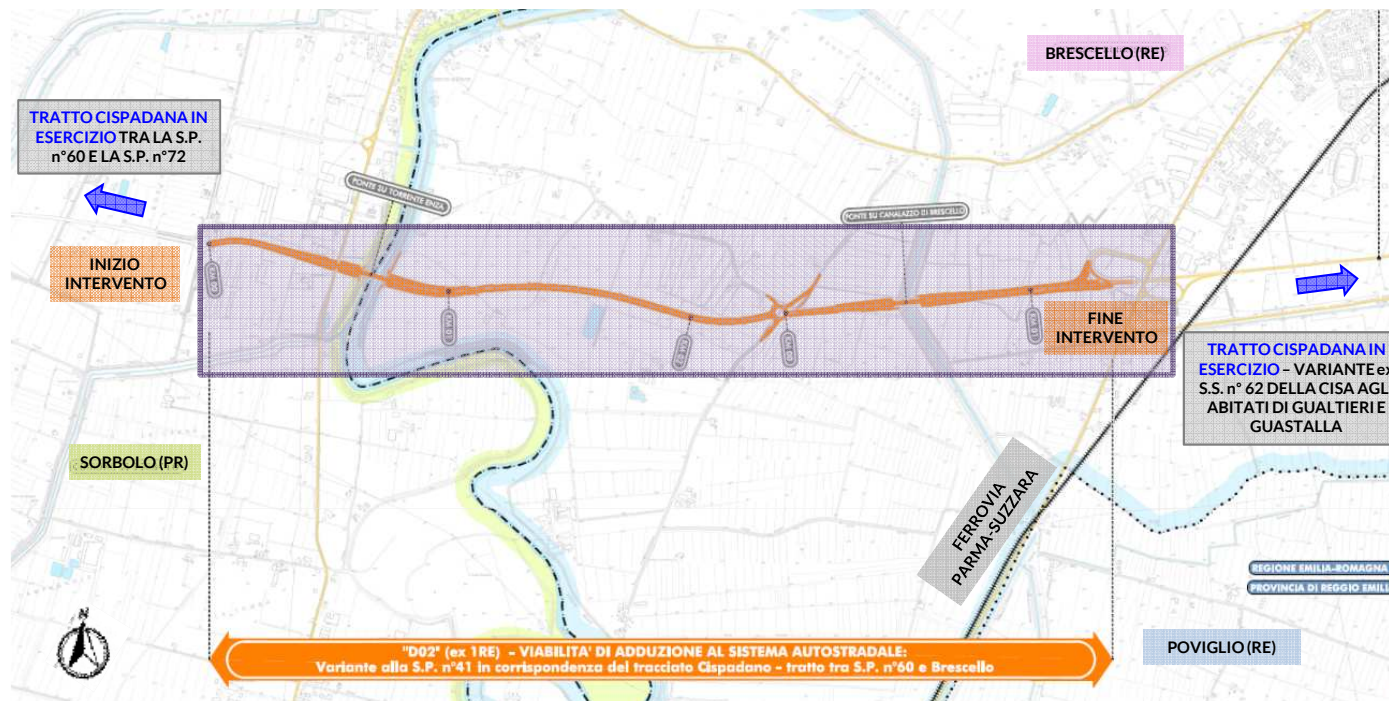 BRESCELLO (RE)
TRATTO CISPADANA IN
ESERCIZIO TRA LA S.P.
n°60 E LA S.P. n°72
PONTE SU TORRENTE ENZA
PONTE SU CANALAZZO DI BRESCELLO
INIZIO
INTERVENTO
FINE
INTERVENTO
TRATTO CISPADANA IN
ESERCIZIO – VARIANTE ex
S.S. n° 62 DELLA CISA AGL
ABITATI DI GUALTIERI E
GUASTALLA
SORBOLO (PR)
FERROVIA
PARMA-SUZZARA
REGIONE EMILIA-ROMAGNA
PROVINCIA DI REGGIO EMILI
N
"D02" (ex 1RE) - VIABILITA' DI ADDUZIONE AL SISTEMA AUTOSTRADALE:
Variante alla S.P. n°41 in corrispondenza del tracciato Cispadano - tratto tra S.P. n°60 e Brescello
POVIGLIO (RE)